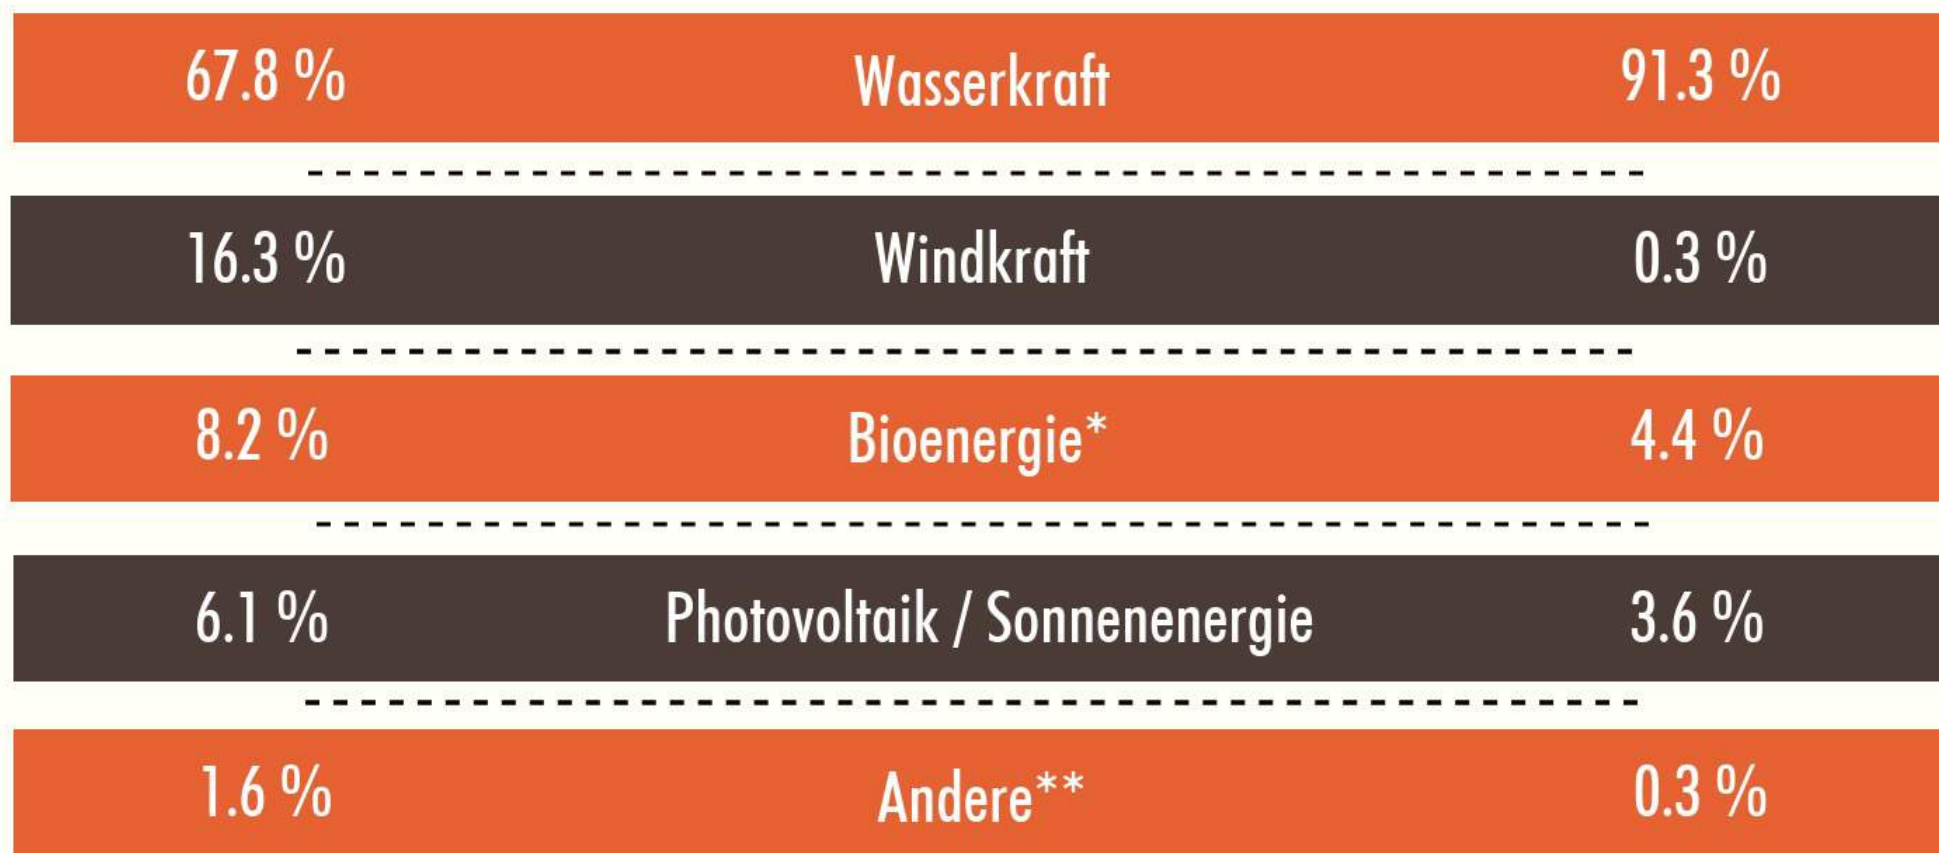 67.8 % Wasserkraft 91.3 %
16.3 % Windkraft 0.3 %
8.2 % Bioenergie* 4.4 %
6.1 % Photovoltaik / Sonnenenergie 3.6 %
1.6 % Andere** 0.3 %